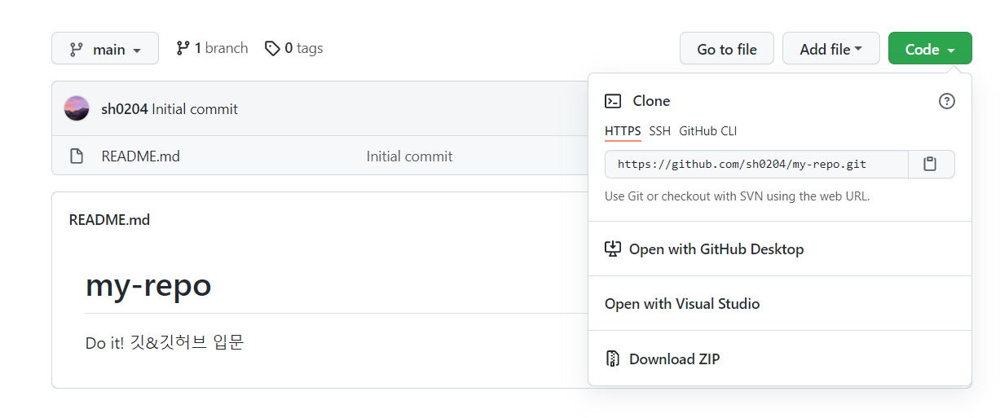 main 1 branch 0 tags Go to file Add file Code
sh0204 Initial commit
README.md Initial commit
README.md
my-repo
Do it! 깃&깃허브 입문
Clone
HTTPS SSH GitHub CLI
https://github.com/sh0204/my-repo.git
Use Git or checkout with SVN using the web URL.
Open with GitHub Desktop
Open with Visual Studio
Download ZIP